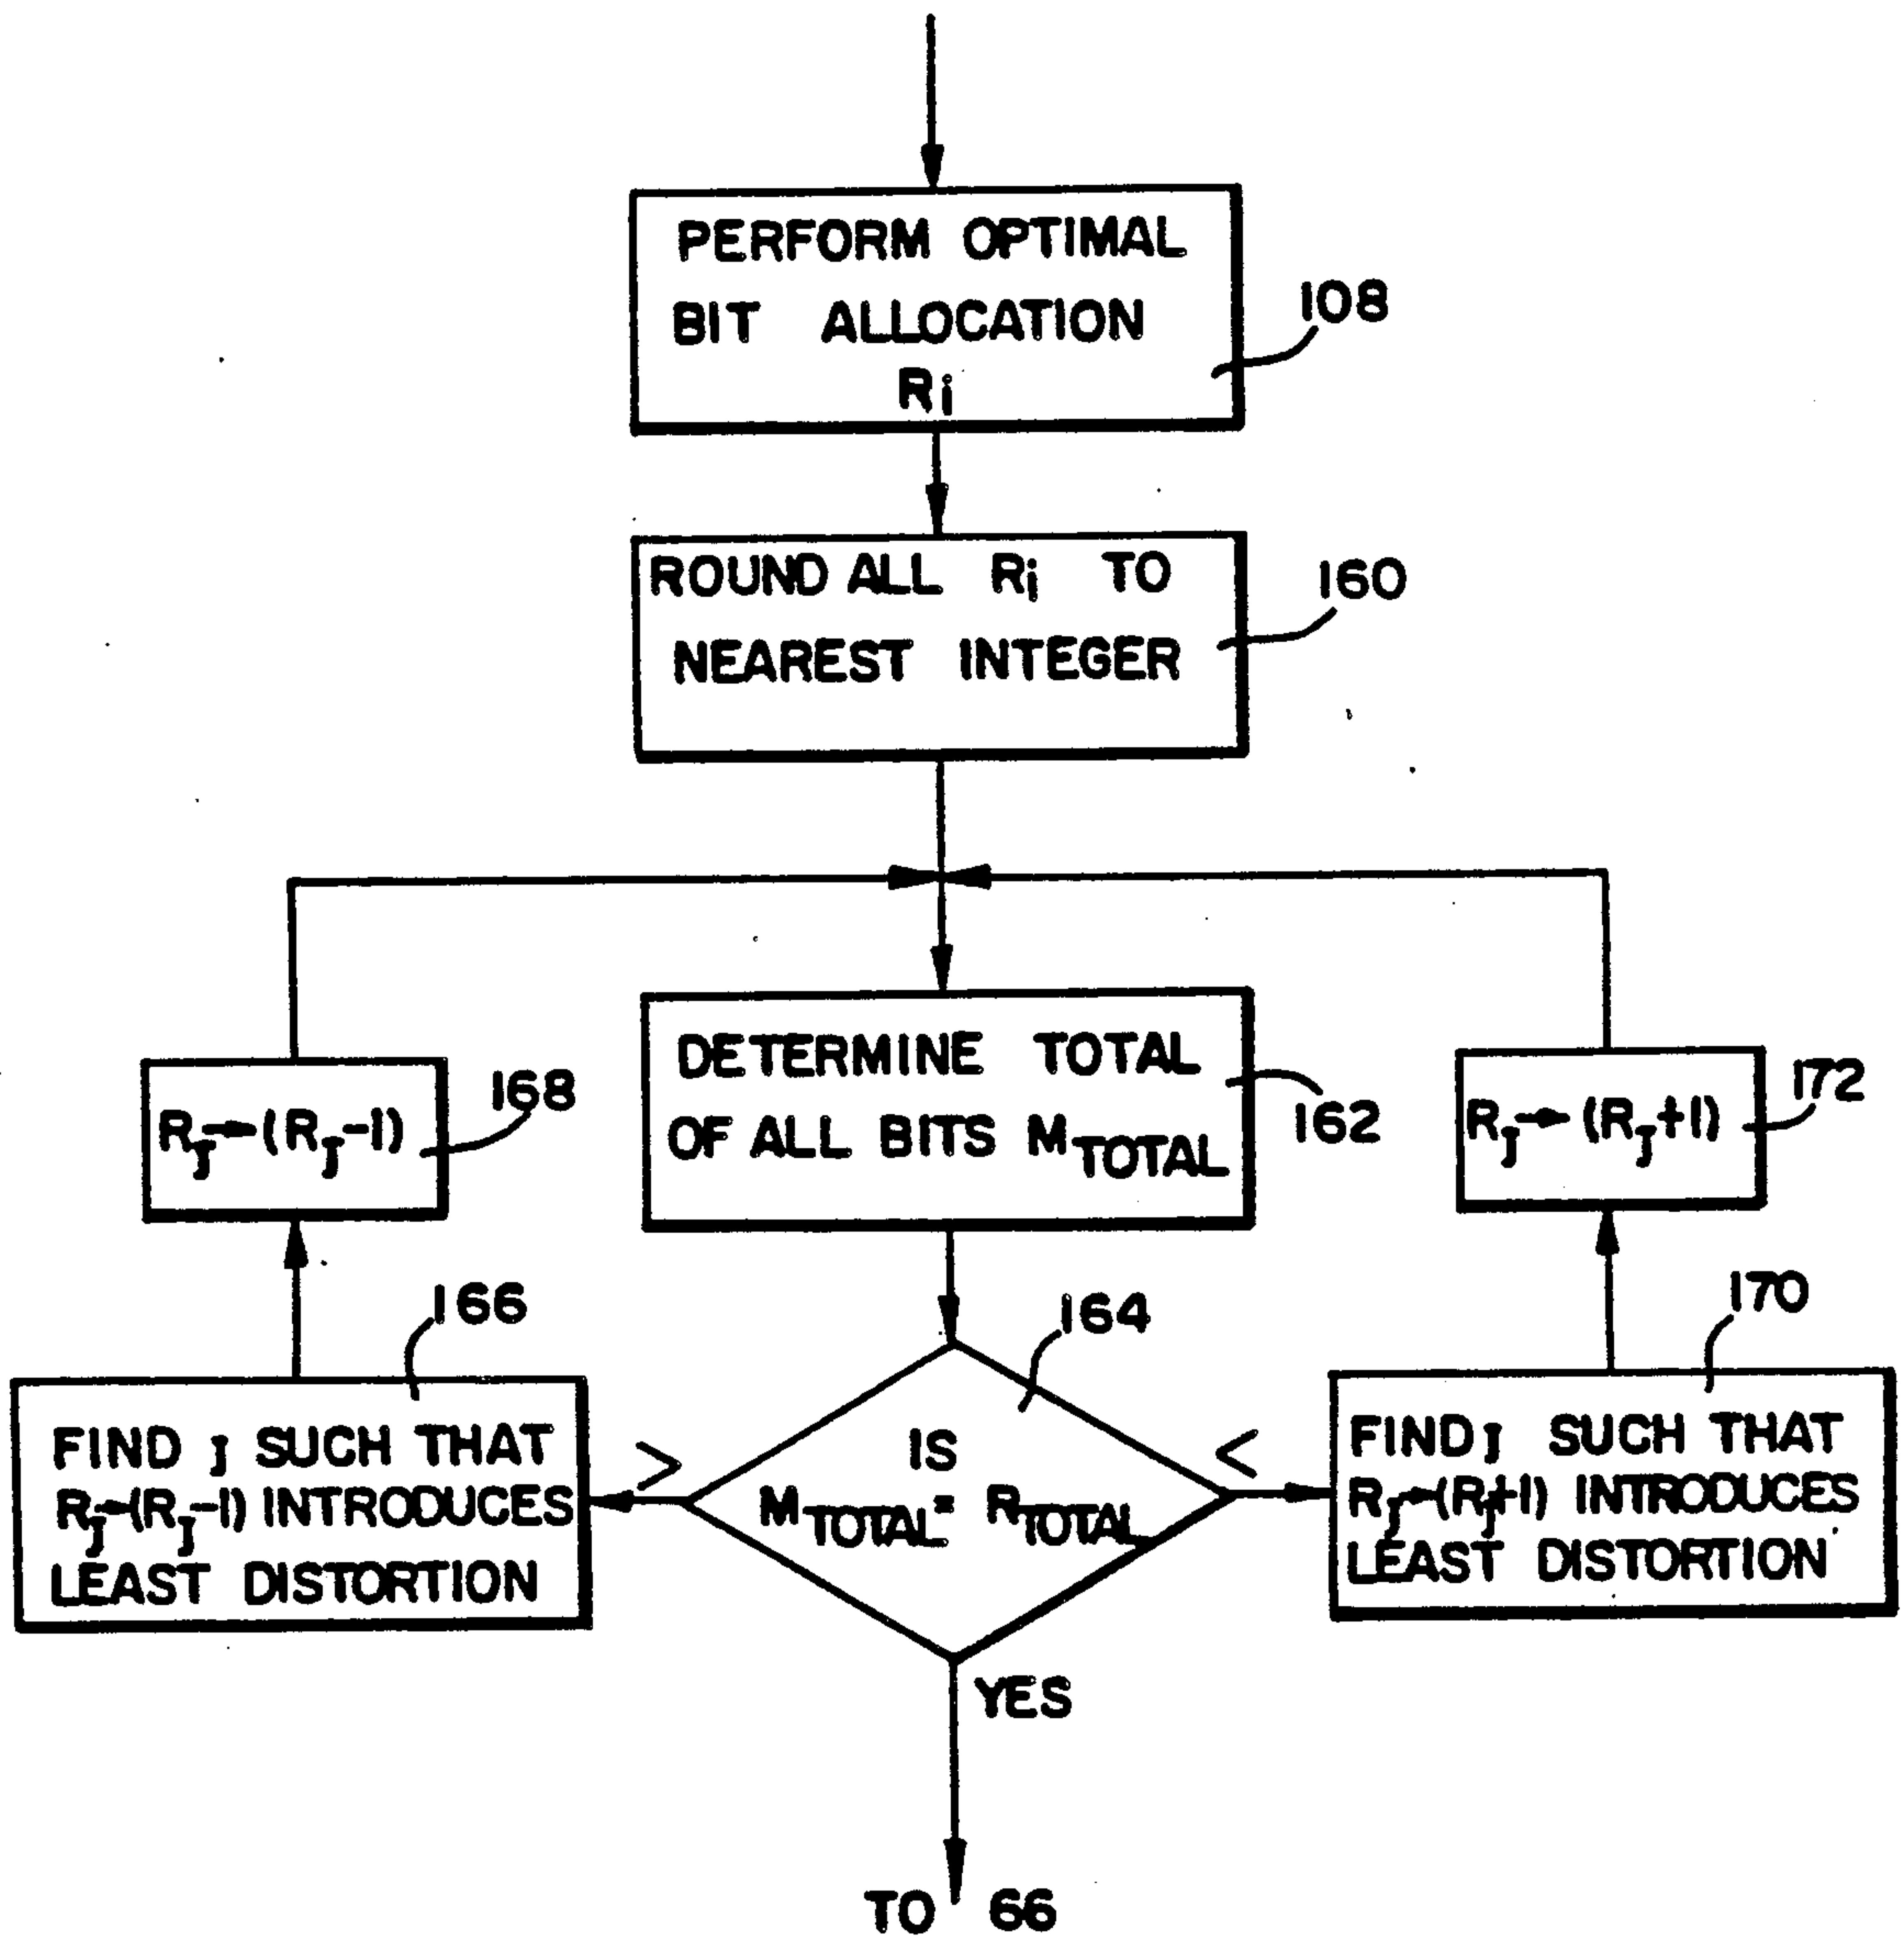 PERFORM OPTIMAL
BIT ALLOCATION
Ri
108
ROUND ALL Ri TO
NEAREST INTEGER
160
DETERMINE TOTAL
OF ALL BITS MTOTAL
162
Rj→(Rj-1)
168
Rj→(Rj+1)
172
166
164
170
FIND j SUCH THAT
Rj→(Rj-1) INTRODUCES
LEAST DISTORTION
>
IS
MTOTAL = RTOTAL
<
FIND j SUCH THAT
Rj→(Rj+1) INTRODUCES
LEAST DISTORTION
YES
TO 66